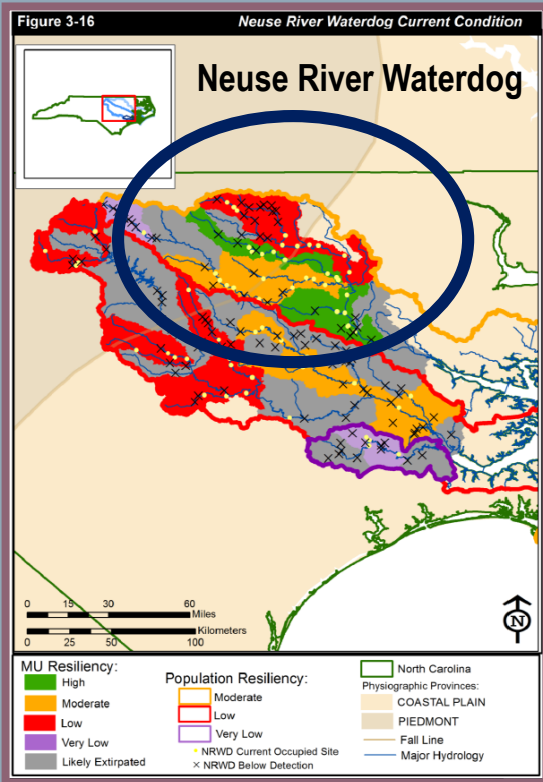 Figure 3-16
Neuse River Waterdog Current Condition
Neuse River Waterdog
0 15 30 60
Miles
Kilometers
0 25 50 100
N
MU Resiliency:
High
Moderate
Low
Very Low
Likely Extirpated
Population Resiliency:
Moderate
Low
Very Low
NRWD Current Occupied Site
NRWD Below Detection
North Carolina
Physiographic Provinces:
COASTAL PLAIN
PIEDMONT
Fall Line
Major Hydrology